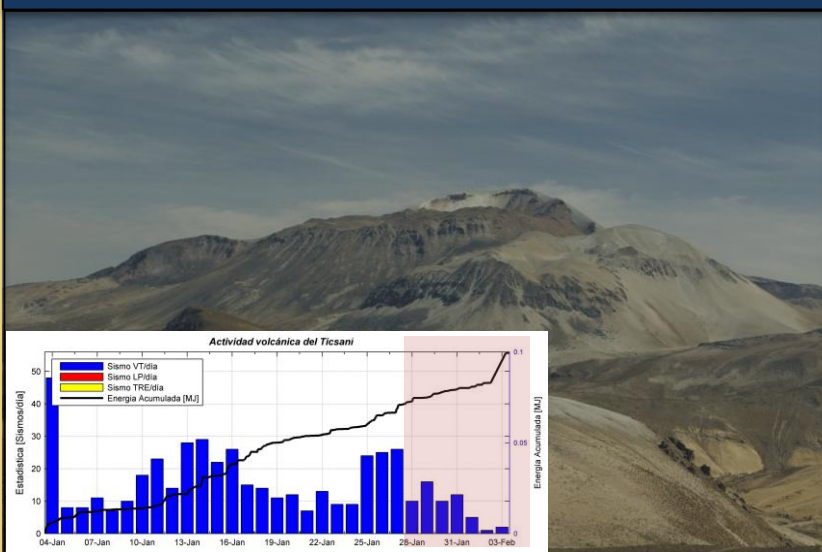 Actividad volcánica del Ticsani
Sismo VT/día
Sismo LP/día
Sismo TRE/día
Energía Acumulada [MJ]
Estadística [Sismos/día]
50
40
30
20
10
0
0.1
0.05
0
Energía Acumulada [MJ]
04-Jan 07-Jan 10-Jan 13-Jan 16-Jan 19-Jan 22-Jan 25-Jan 28-Jan 31-Jan 03-Feb